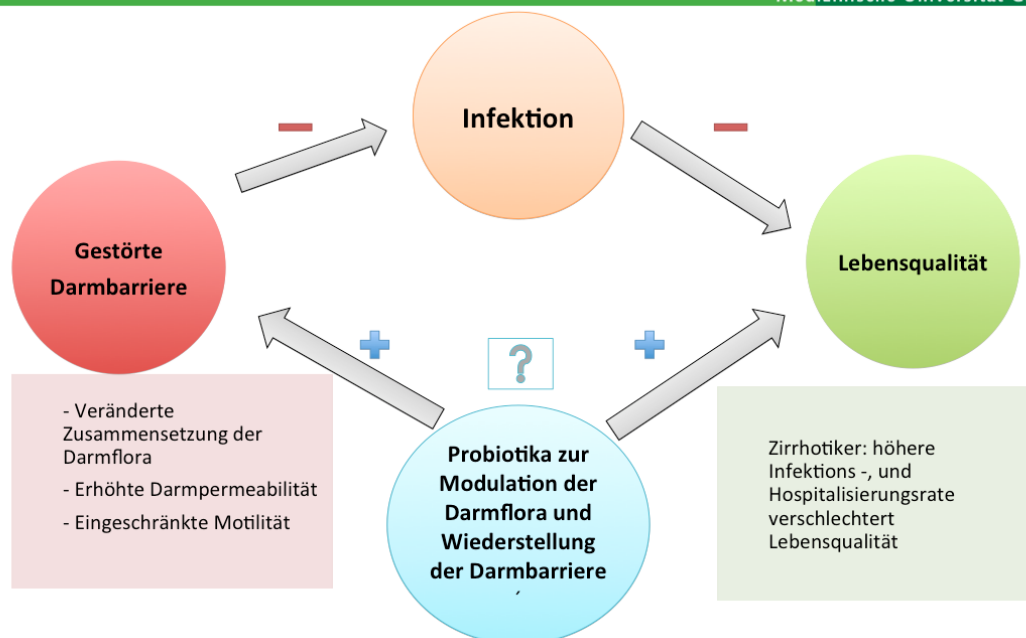 Infektion
Gestörte
Darmbarriere
Lebensqualität
- Veränderte
Zusammensetzung der
Darmflora
- Erhöhte Darmpermeabilität
- Eingeschränkte Motilität
?
Probiotika zur
Modulation der
Darmflora und
Wiederstellung
der Darmbarriere
Zirrhotiker: höhere
Infektions -, und
Hospitalisierungsrate
verschlechtert
Lebensqualität